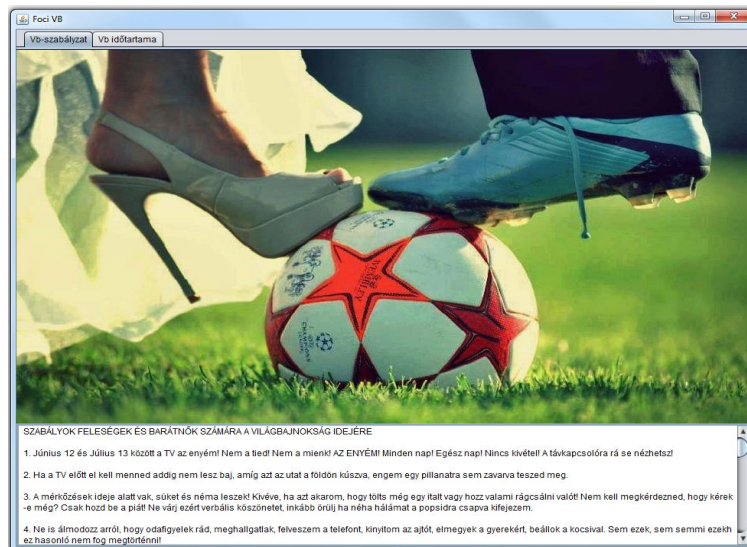 Foci VB
Vb-szabályzat Vb időtartama
WEMBLEY
CHAMPIONS
SZABÁLYOK FELESÉGEK ÉS BARÁTNŐK SZÁMÁRA A VILÁGBAJNOKSÁG IDEJÉRE
1. Június 12 és Július 13 között a TV az enyém! Nem a tied! Nem a mienk! AZ ENYÉM! Minden nap! Egész nap! Nincs kivétel! A távkapcsolóra rá se nézhetsz!
2. Ha a TV előtt el kell menned addig nem lesz baj, amíg azt az utat a földön kúszva, engem egy pillanatra sem zavarva teszed meg.
3. A mérkőzések ideje alatt vak, süket és néma leszek! Kivéve, ha azt akarom, hogy tölts még egy italt vagy hozz valami rágcsálni valót! Nem kell megkérdezned, hogy kérek
-e még? Csak hozd be a piát! Ne várj ezért verbális köszönetet, inkább örülj ha néha hálámat a popsidra csapva kifejezem.
4. Ne is álmodozz arról, hogy odafigyelek rád, meghallgatlak, felveszem a telefont, kinyitom az ajtót, elmegyek a gyerekért, beállok a kocsival. Sem ezek, sem semmi ezekh
ez hasonló nem fog megtörténni!